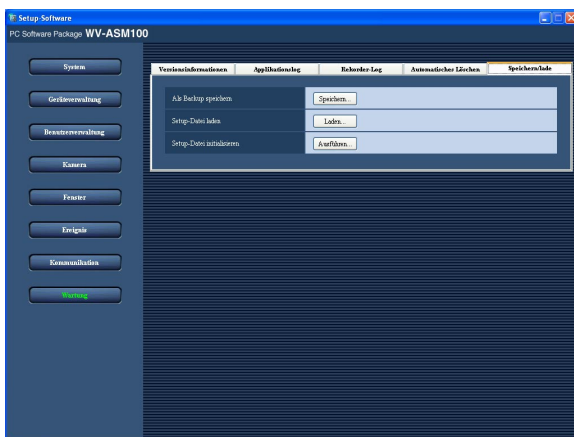 Setup-Software
PC Software Package WV-ASM100
System
Geräteverwaltung
Benutzerverwaltung
Kamera
Fenster
Ereignis
Kommunikation
Wartung
Versionsinformationen Applikationslog Rekorder-Log Automatisches Löschen Speichern/lade
Als Backup speichern Speichern...
Setup-Datei laden Laden...
Setup-Datei initialisieren Ausführen...